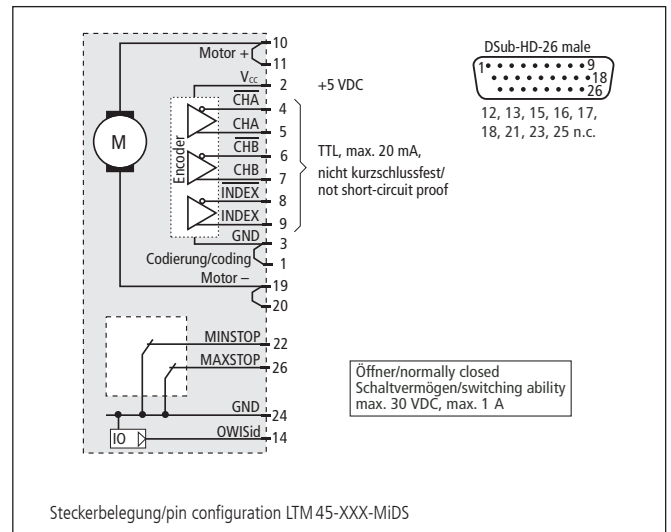 10
Motor +
11
Vcc 2 +5 VDC
CHA 4
CHA 5
CHB 6
CHB 7
INDEX 8
INDEX 9
GND 3
Codierung/coding 1
Motor – 19
20
M
Encoder
TTL, max. 20 mA,
nicht kurzschlussfest/
not short-circuit proof
DSub-HD-26 male
1 9
18
26
12, 13, 15, 16, 17,
18, 21, 23, 25 n.c.
MINSTOP 22
MAXSTOP 26
GND 24
IO OWISid 14
Öffner/normally closed
Schaltvermögen/switching ability
max. 30 VDC, max. 1 A
Steckerbelegung/pin configuration LTM 45-XXX-MiDS